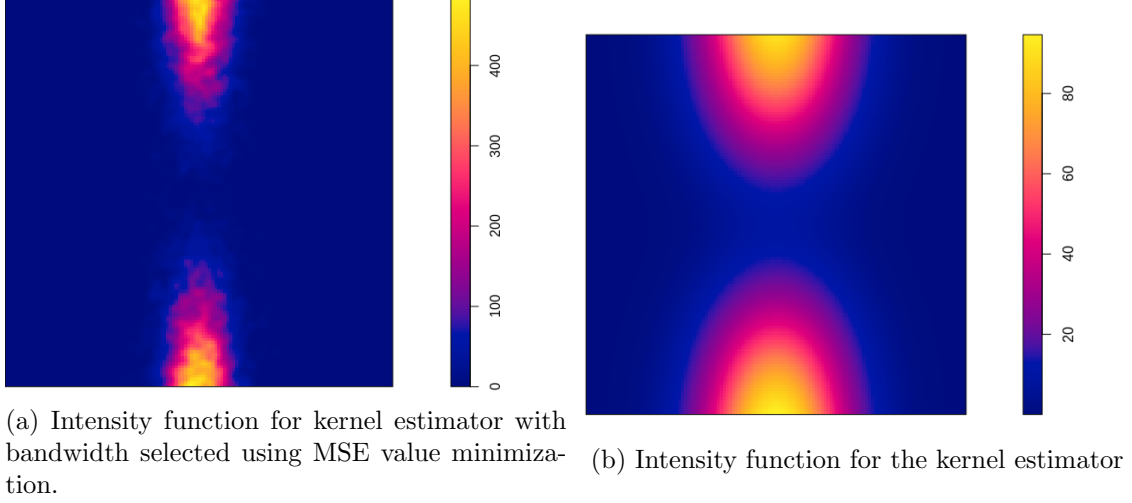 400
300
200
100
0
80
60
40
20
(a) Intensity function for kernel estimator with
bandwidth selected using MSE value minimiza-
tion.
(b) Intensity function for the kernel estimator